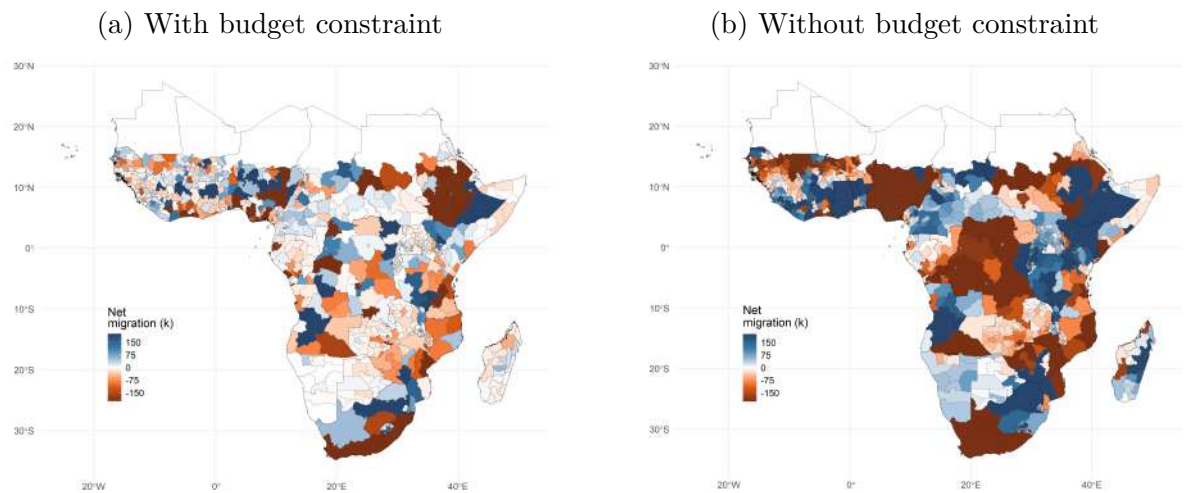 (a) With budget constraint
(b) Without budget constraint
30°N
20°N
10°N
0°
10°S
20°S
30°S
Net
migration (k)
150
75
0
-75
-150
20°W
0°
20°E
40°E
30°N
20°N
10°N
0°
10°S
20°S
30°S
Net
migration (k)
150
75
0
-75
-150
20°W
0°
20°E
40°E